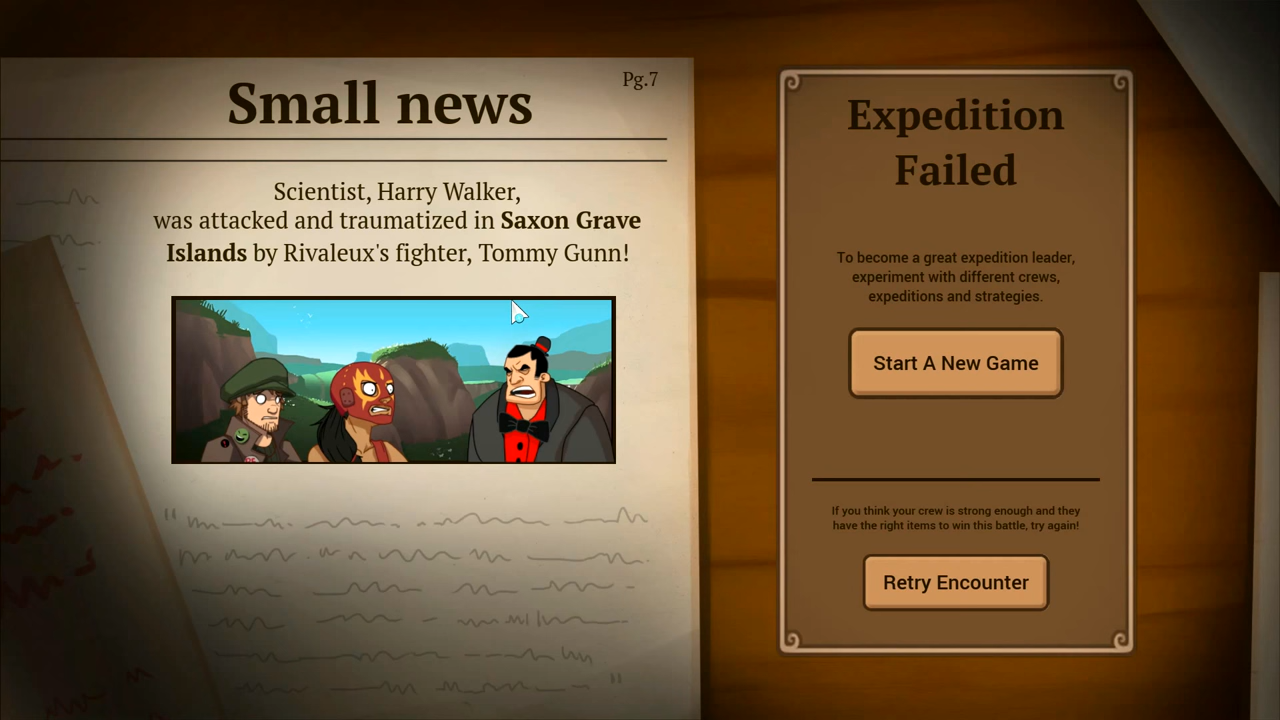 Pg.7
Small news
Scientist, Harry Walker,
was attacked and traumatized in Saxon Grave
Islands by Rivaleux's fighter, Tommy Gunn!
Expedition
Failed
To become a great expedition leader,
experiment with different crews,
expeditions and strategies.
Start A New Game
If you think your crew is strong enough and they
have the right items to win this battle, try again!
Retry Encounter